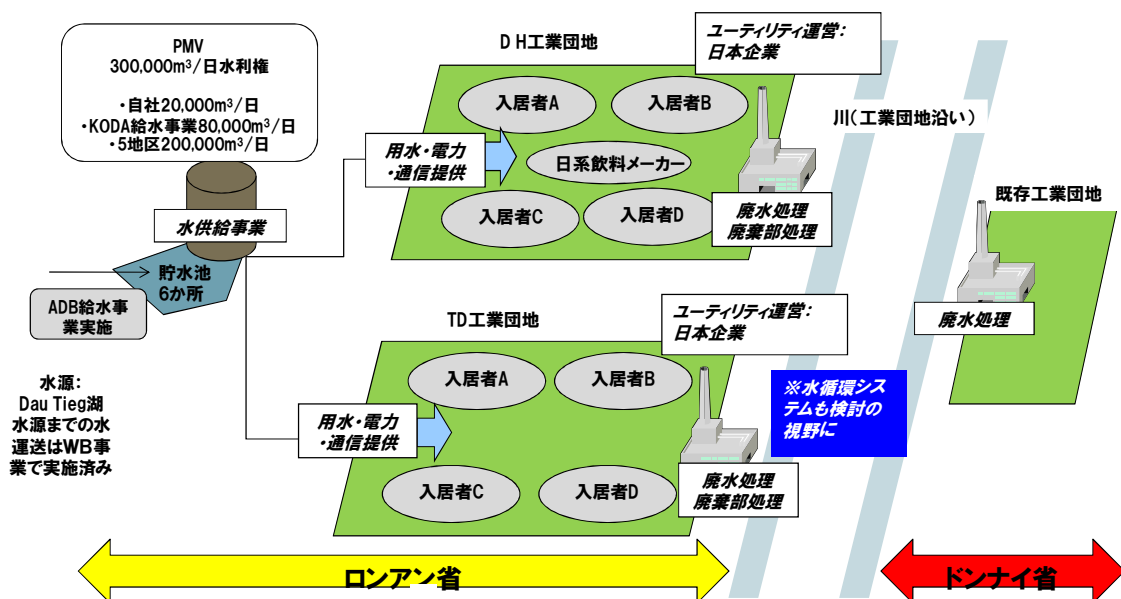 PMV
300,000m³/日水利権
・自社20,000m³/日
・KODA給水事業80,000m³/日
・5地区200,000m³/日
水供給事業
貯水池
6か所
ADB給水事
業実施
水源：
Dau Tieg湖
水源までの水
運送はWB事
業で実施済み
DH工業団地
ユーティリティ運営：
日本企業
入居者A
入居者B
用水・電力
・通信提供
日系飲料メーカー
入居者C
入居者D
廃水処理
廃棄部処理
川（工業団地沿い）
既存工業団地
廃水処理
TD工業団地
ユーティリティ運営：
日本企業
入居者A
入居者B
用水・電力
・通信提供
入居者C
入居者D
廃水処理
廃棄部処理
※水循環シス
テムも検討の
視野に
ロンアン省
ドンナイ省